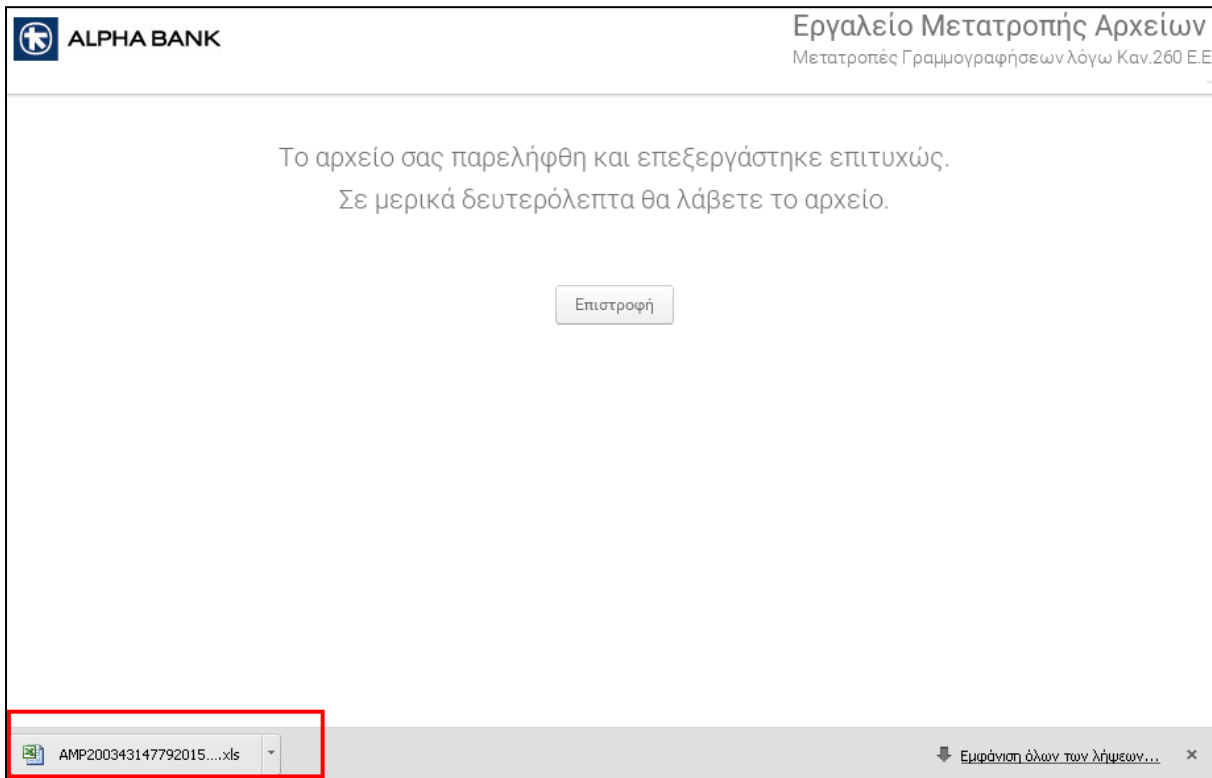 ALPHA BANK
Εργαλείο Μετατροπής Αρχείων
Μετατροπές Γραμμογραφήσεων λόγω Καν.260 Ε.Ε
Το αρχείο σας παρελήφθη και επεξεργάστηκε επιτυχώς.
Σε μερικά δευτερόλεπτα θα λάβετε το αρχείο.
Επιστροφή
AMP200343147792015....xls
Εμφάνιση όλων των λήψεων...